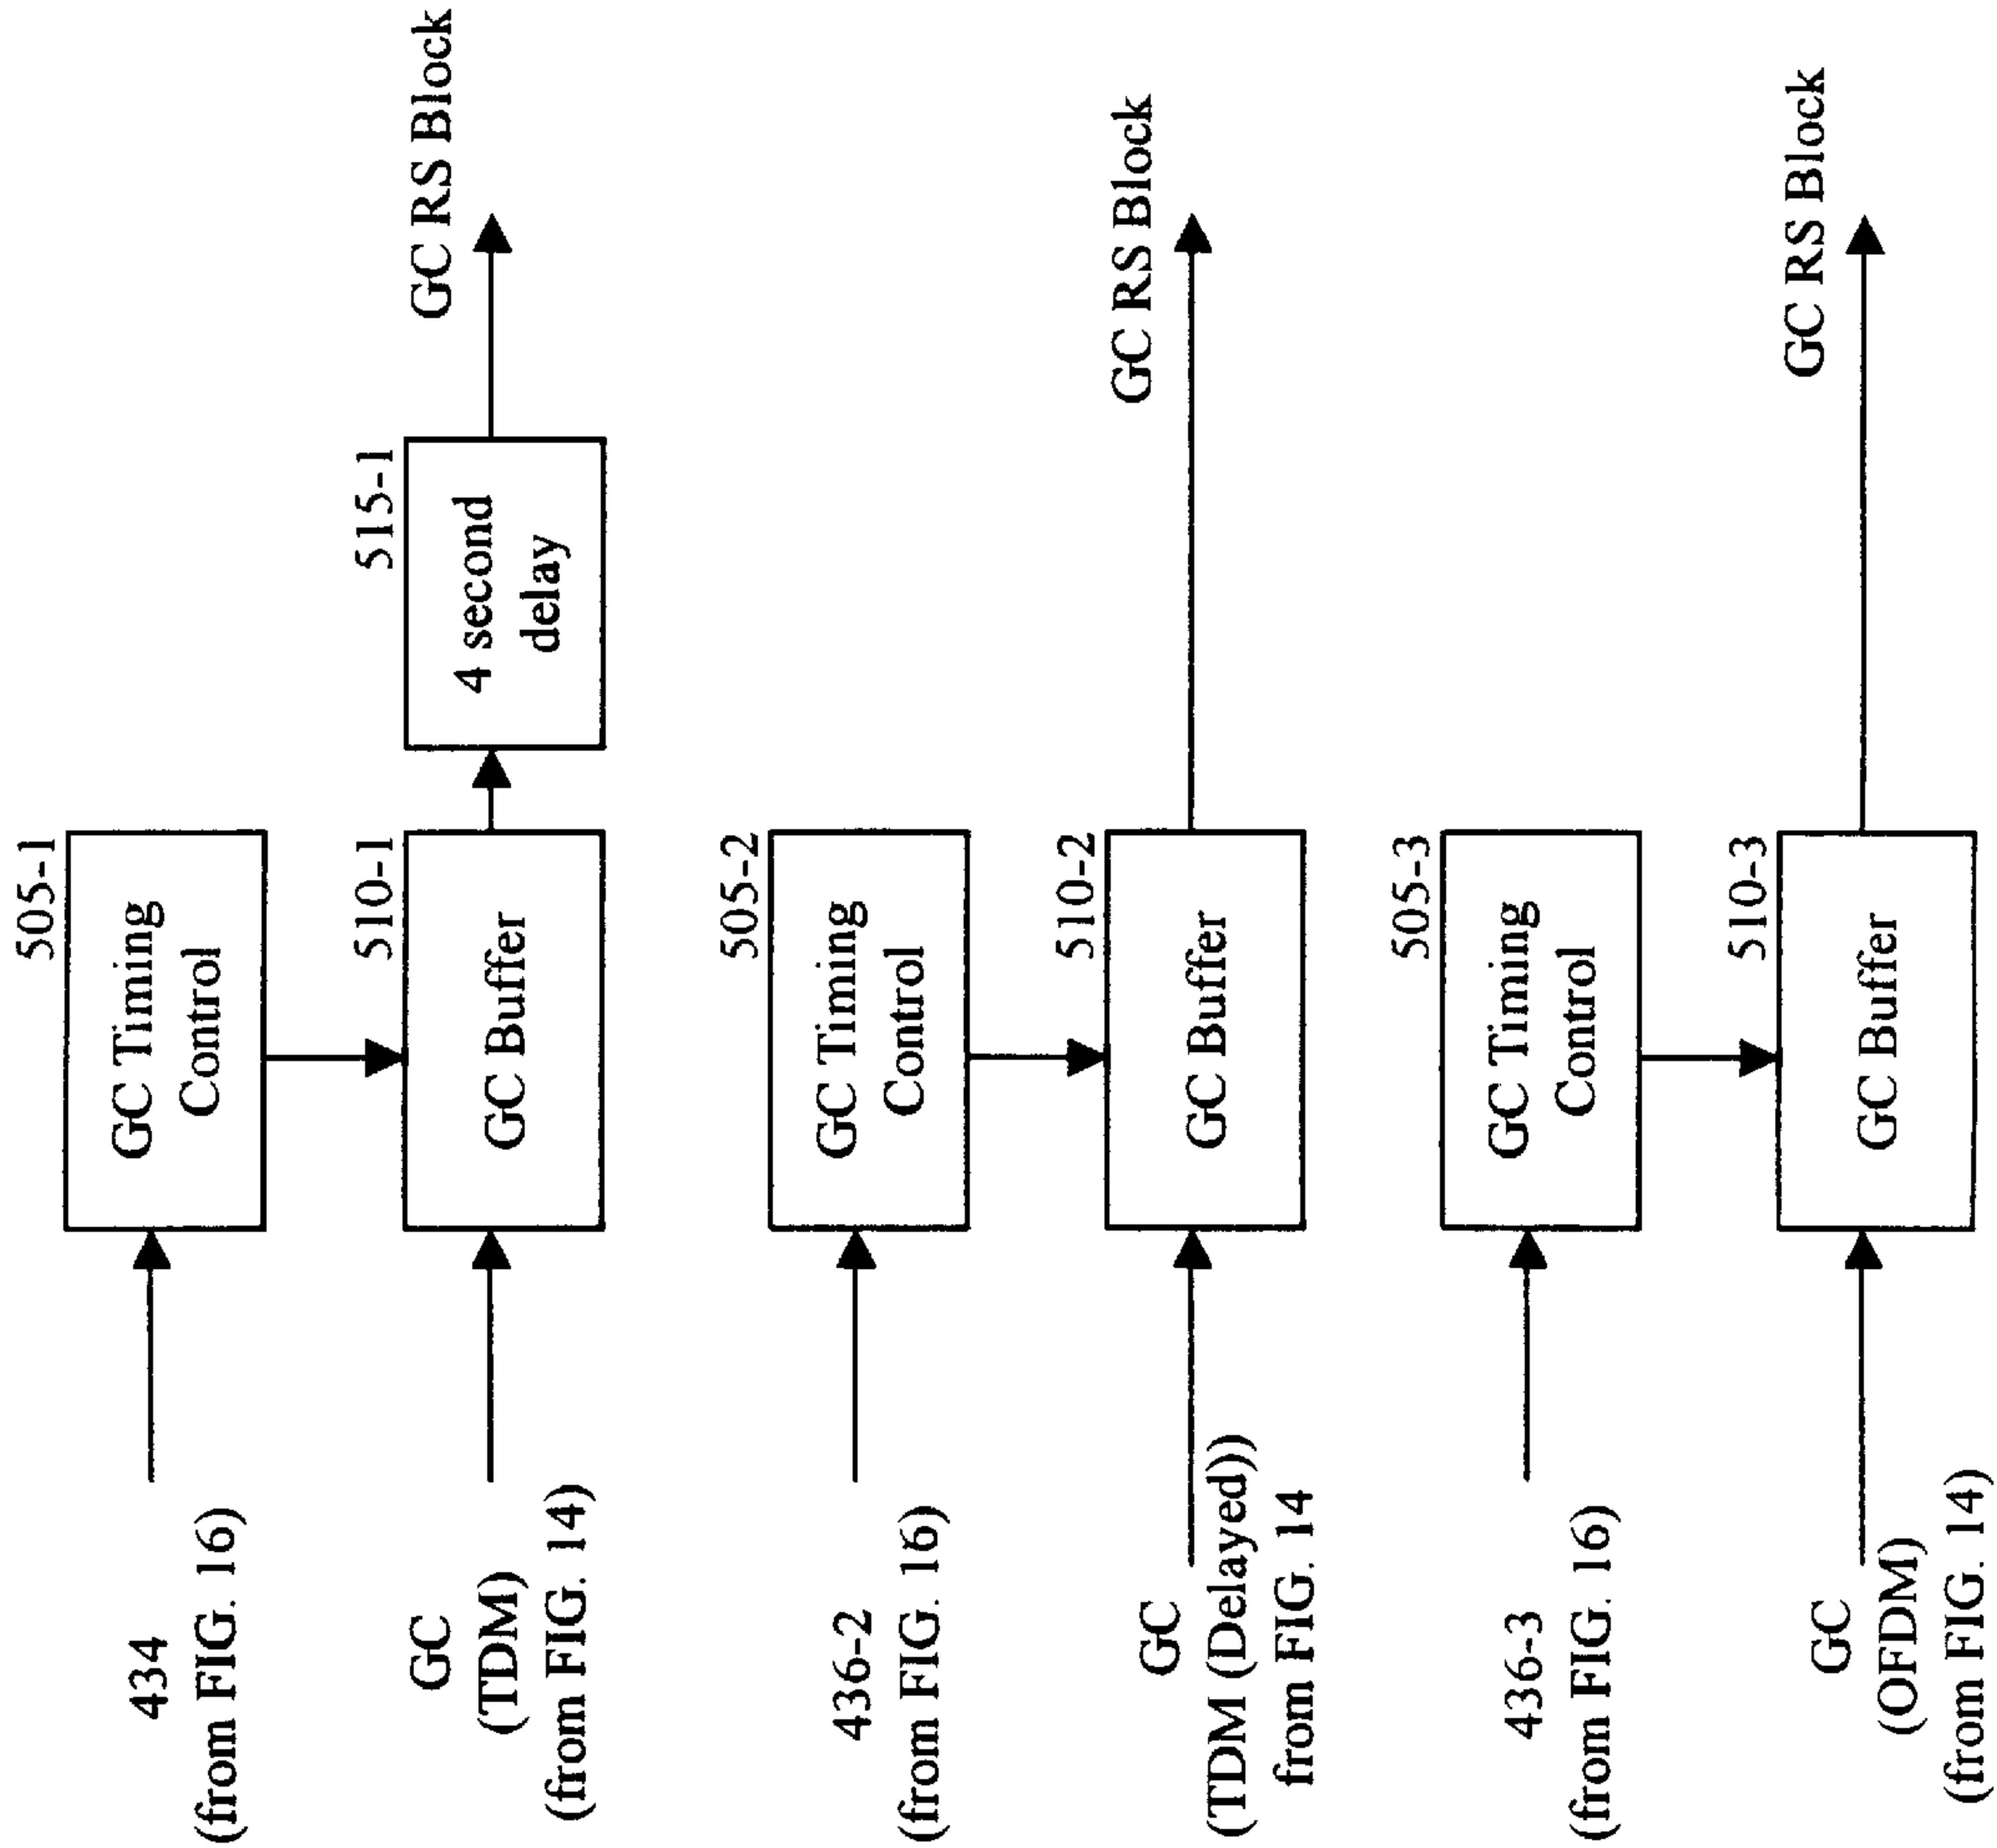 505-1
434
(from FIG. 16)
GC Timing
Control
510-1
515-1
GC
(TDM)
(from FIG. 14)
GC Buffer
4 second
delay
GC RS Block
505-2
436-2
(from FIG. 16)
GC Timing
Control
510-2
GC
(TDM (Delayed))
from FIG. 14
GC Buffer
GC RS Block
505-3
436-3
(from FIG. 16)
GC Timing
Control
510-3
GC
(OFDM)
(from FIG. 14)
GC Buffer
GC RS Block